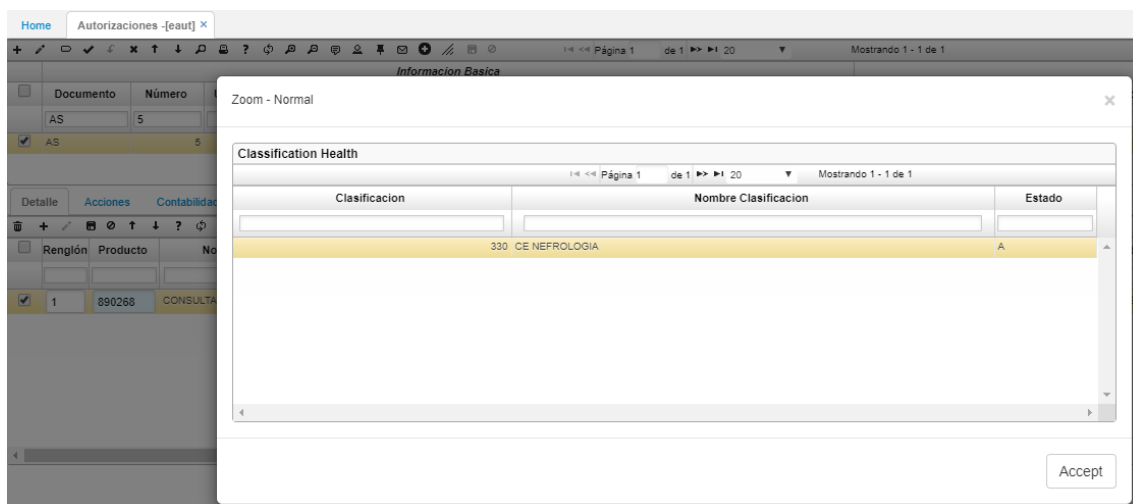 Home Autorizaciones -[eaut] ×
Página 1 de 1 20 Mostrando 1 - 1 de 1
Informacion Basica
Documento Número
AS 5
AS 5
Zoom - Normal ×
Classification Health
Página 1 de 1 20 Mostrando 1 - 1 de 1
Clasificacion Nombre Clasificacion Estado
330 CE NEFROLOGIA A
Accept
Detalle Acciones Contabilidad
Renglón Producto No
1 890268 CONSULTA